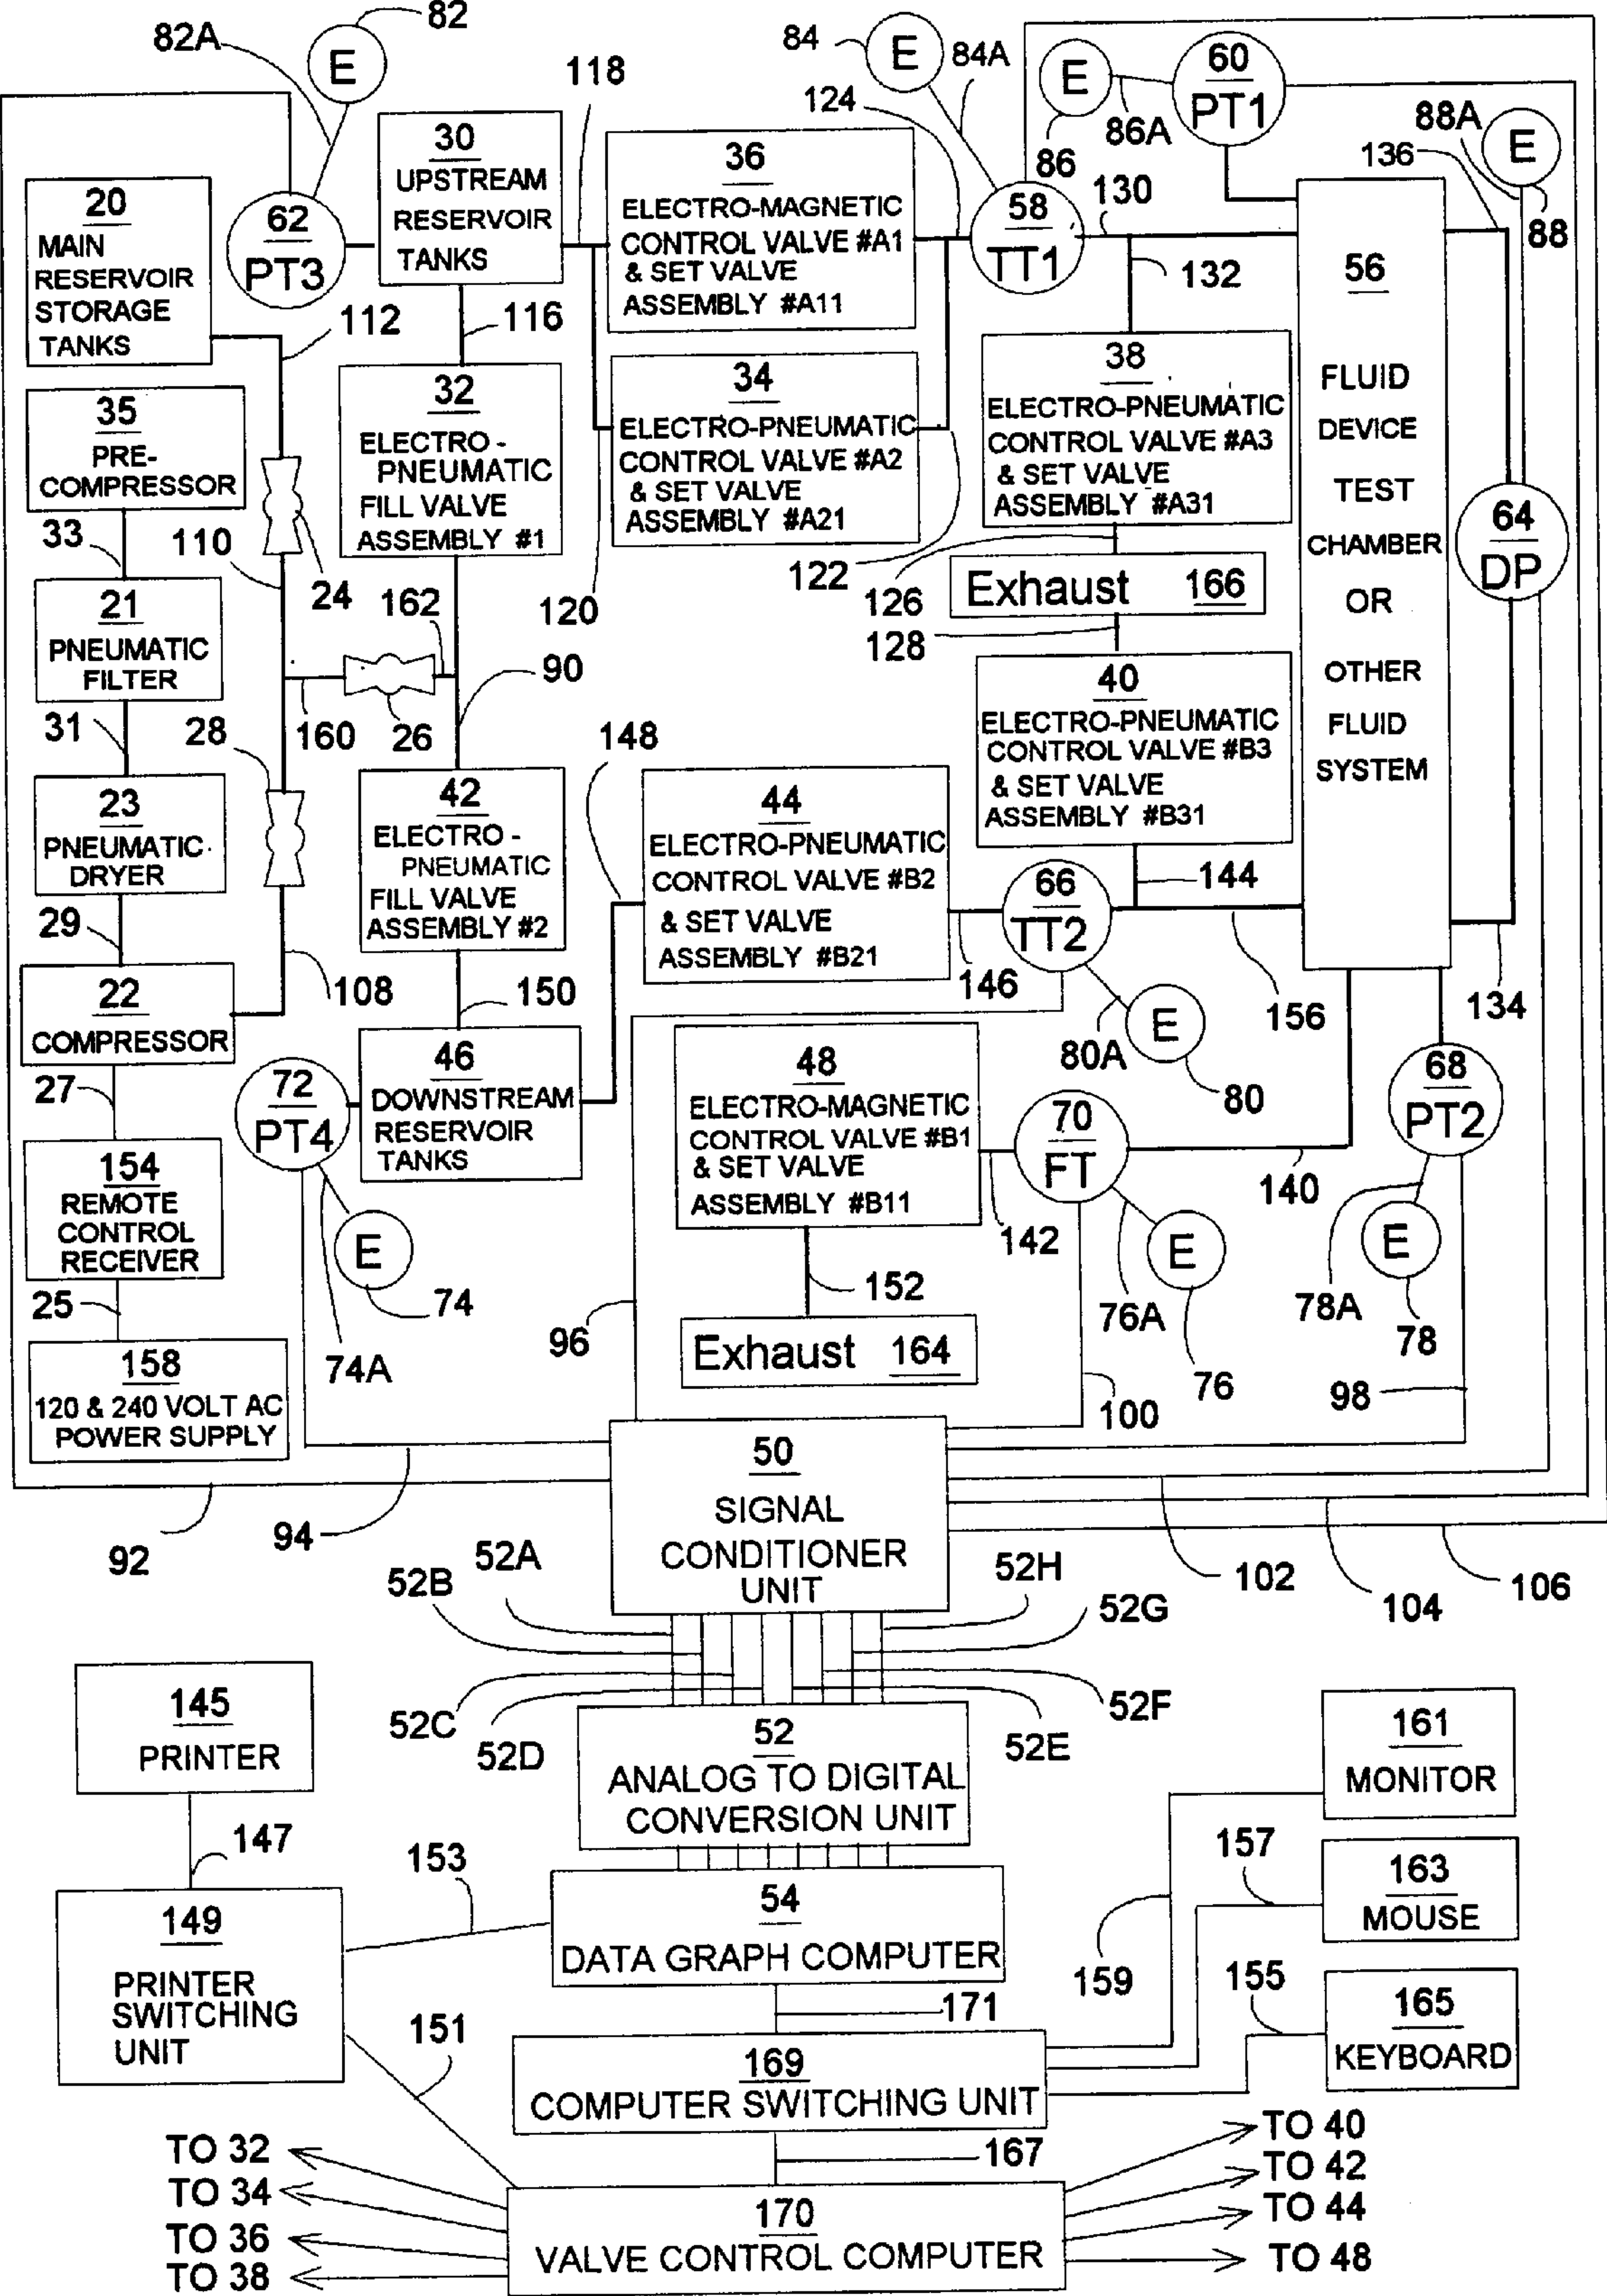 82
82A
E
84
E
84A
86
E
86A
60
PT1
88A
E
88
136
118
124
20
MAIN
RESERVOIR
STORAGE
TANKS
62
PT3
30
UPSTREAM
RESERVOIR
TANKS
36
ELECTRO-MAGNETIC
CONTROL VALVE #A1
& SET VALVE
ASSEMBLY #A11
58
TT1
130
132
56
FLUID
DEVICE
TEST
CHAMBER
OR
OTHER
FLUID
SYSTEM
112
116
35
PRE-
COMPRESSOR
32
ELECTRO -
PNEUMATIC
FILL VALVE
ASSEMBLY #1
34
ELECTRO-PNEUMATIC
CONTROL VALVE #A2
& SET VALVE
ASSEMBLY #A21
38
ELECTRO-PNEUMATIC
CONTROL VALVE #A3
& SET VALVE
ASSEMBLY #A31
64
DP
33
110
24
162
120
122
126
Exhaust 166
128
21
PNEUMATIC
FILTER
31
28
160
26
90
148
40
ELECTRO-PNEUMATIC
CONTROL VALVE #B3
& SET VALVE
ASSEMBLY #B31
23
PNEUMATIC
DRYER
42
ELECTRO -
PNEUMATIC
FILL VALVE
ASSEMBLY #2
44
ELECTRO-PNEUMATIC
CONTROL VALVE #B2
& SET VALVE
ASSEMBLY #B21
66
TT2
144
29
108
150
146
156
134
22
COMPRESSOR
46
DOWNSTREAM
RESERVOIR
TANKS
72
PT4
48
ELECTRO-MAGNETIC
CONTROL VALVE #B1
& SET VALVE
ASSEMBLY #B11
80A
E
80
70
FT
68
PT2
27
140
142
154
REMOTE
CONTROL
RECEIVER
E
74
74A
152
E
76A
76
E
78A
78
25
96
Exhaust 164
158
120 & 240 VOLT AC
POWER SUPPLY
100
98
50
SIGNAL
CONDITIONER
UNIT
92
94
102
104
106
52A
52B
52C
52D
52H
52G
52F
52E
145
PRINTER
52
ANALOG TO DIGITAL
CONVERSION UNIT
161
MONITOR
147
153
157
163
MOUSE
149
PRINTER
SWITCHING
UNIT
54
DATA GRAPH COMPUTER
159
155
165
KEYBOARD
171
151
169
COMPUTER SWITCHING UNIT
167
TO 32
TO 34
TO 36
TO 38
170
VALVE CONTROL COMPUTER
TO 40
TO 42
TO 44
TO 48